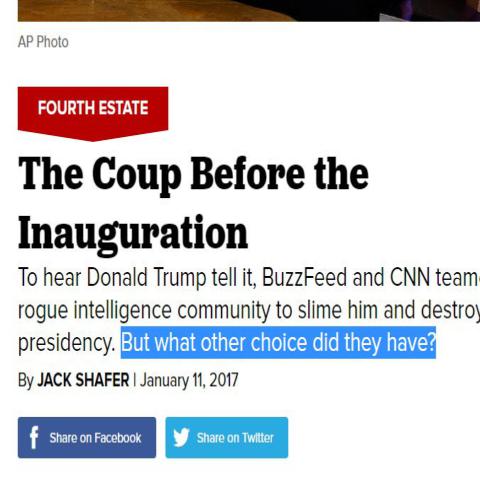 AP Photo
FOURTH ESTATE
The Coup Before the
Inauguration
To hear Donald Trump tell it, BuzzFeed and CNN team
rogue intelligence community to slime him and destroy
presidency. But what other choice did they have?
By JACK SHAFER | January 11, 2017
f Share on Facebook
Share on Twitter